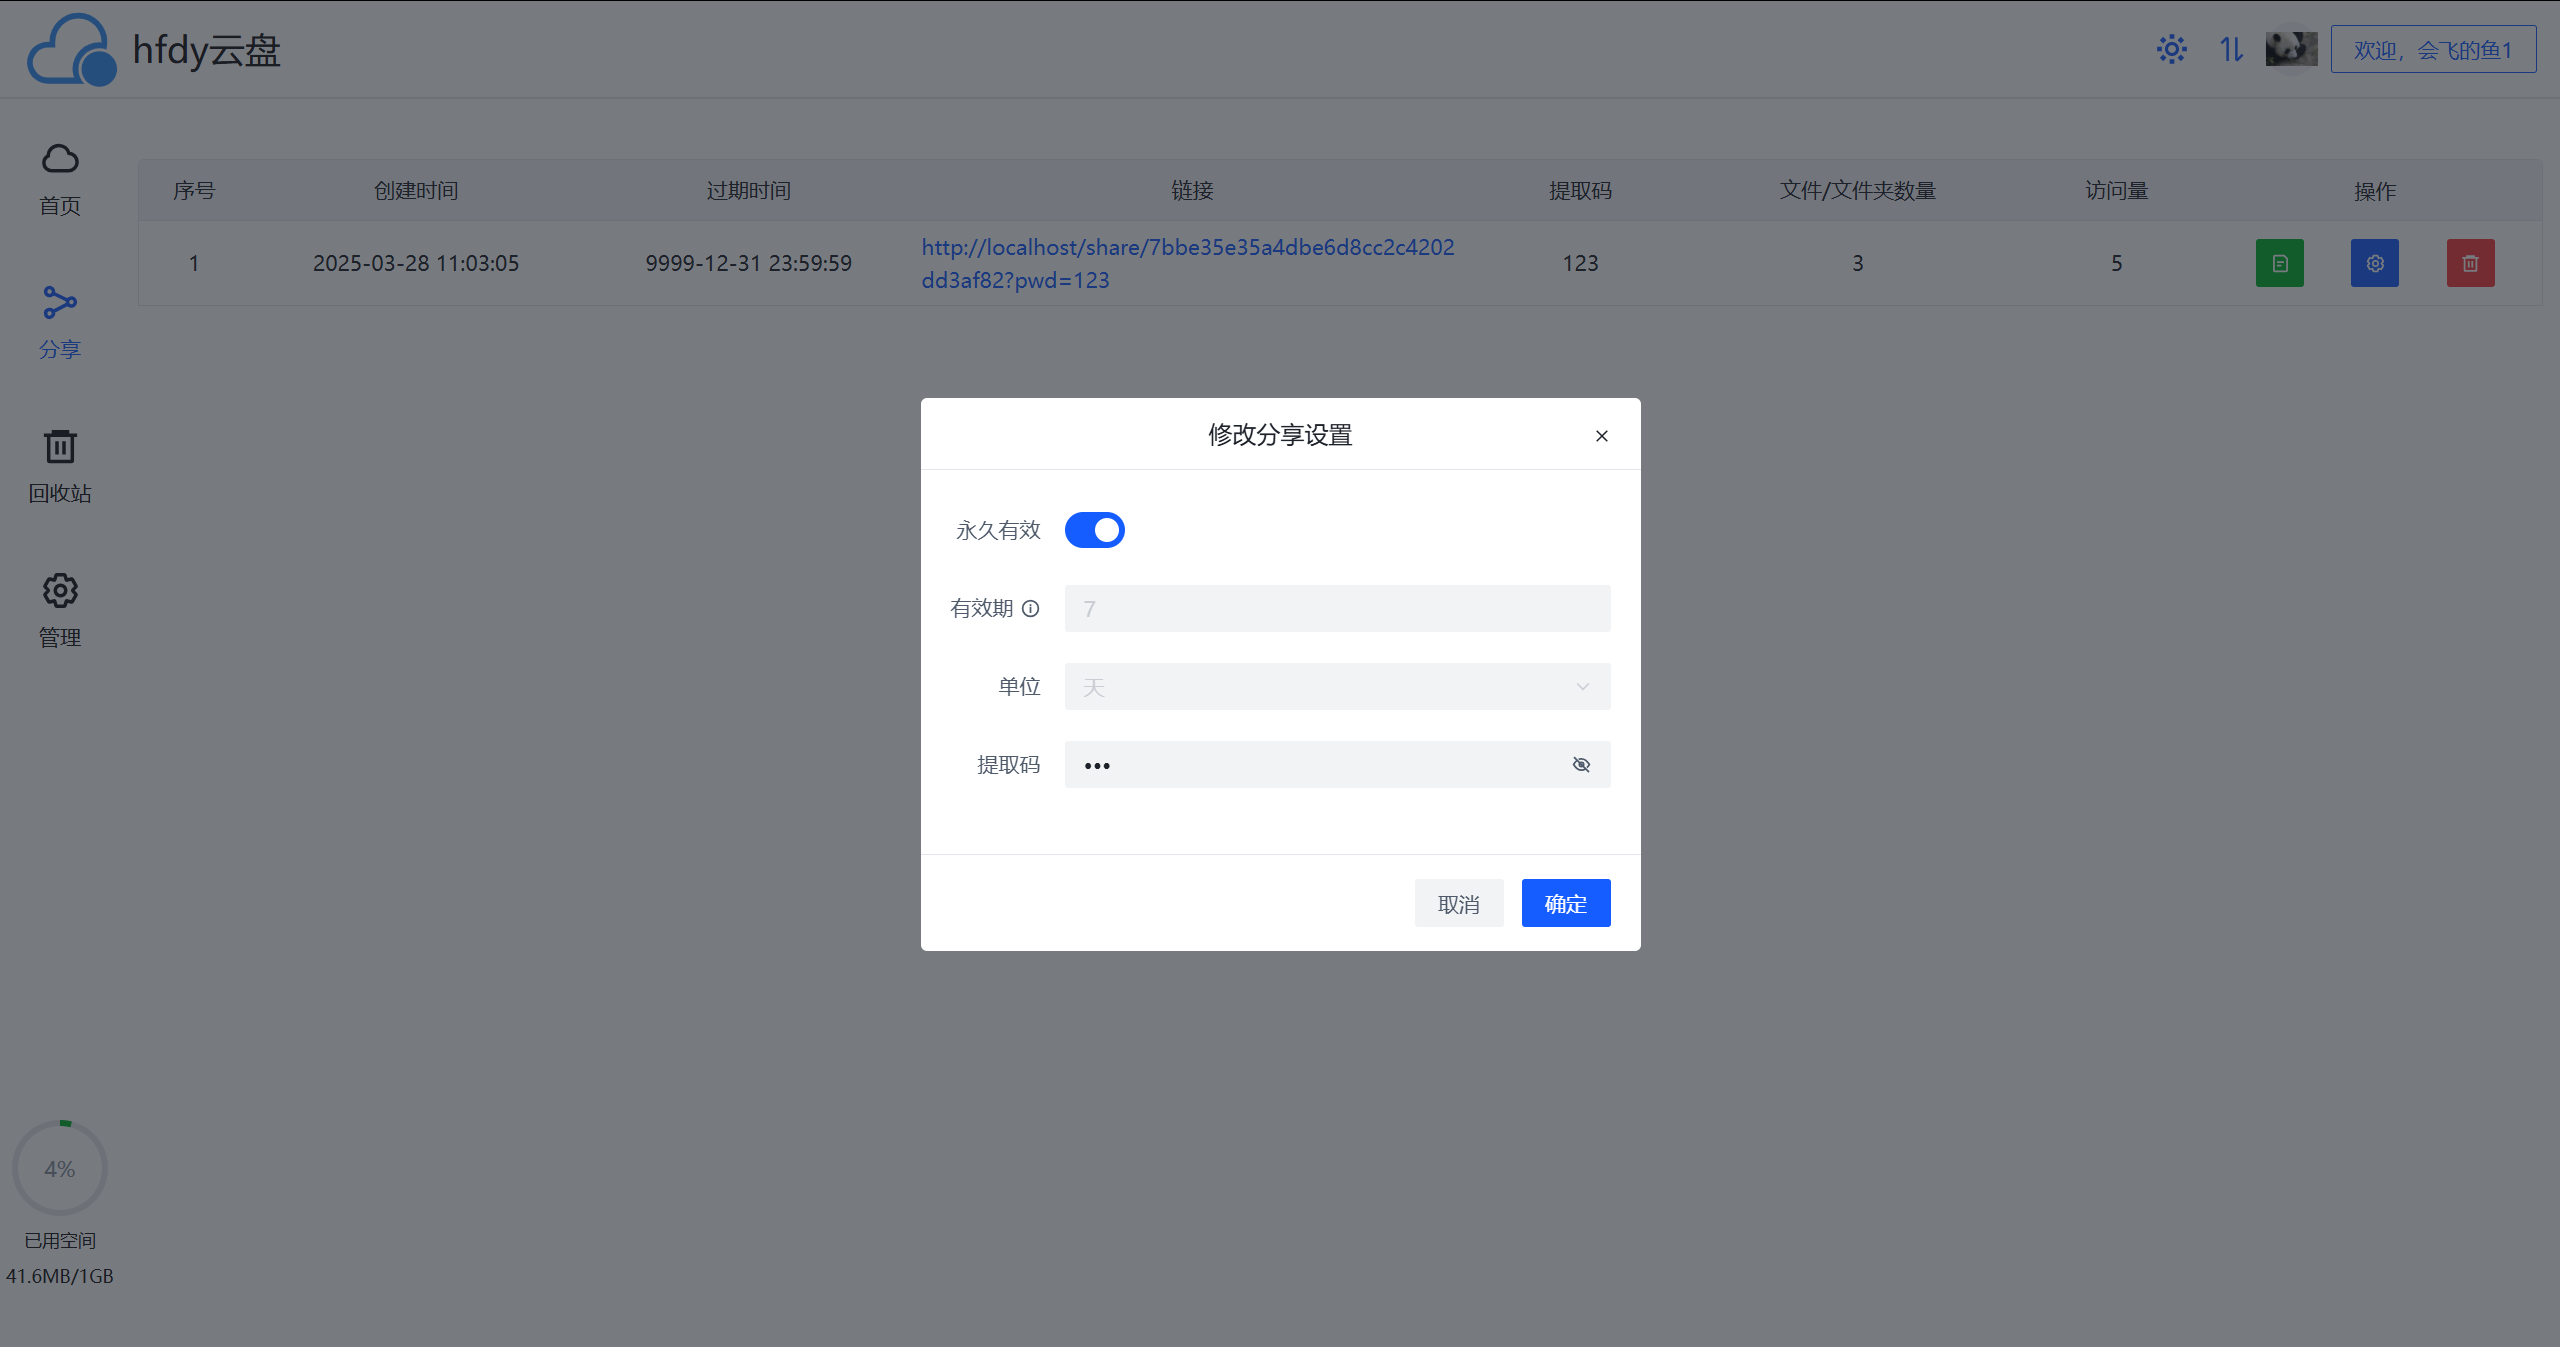 hfdy云盘
欢迎，会飞的鱼1
首页
分享
回收站
管理
序号 创建时间 过期时间 链接 提取码 文件/文件夹数量 访问量 操作
1 2025-03-28 11:03:05 9999-12-31 23:59:59 http://localhost/share/7bbe35e35a4dbe6d8cc2c4202
dd3af82?pwd=123 123 3 5
修改分享设置
永久有效
有效期 7
单位 天
提取码 •••
取消 确定
4%
已用空间
41.6MB/1GB